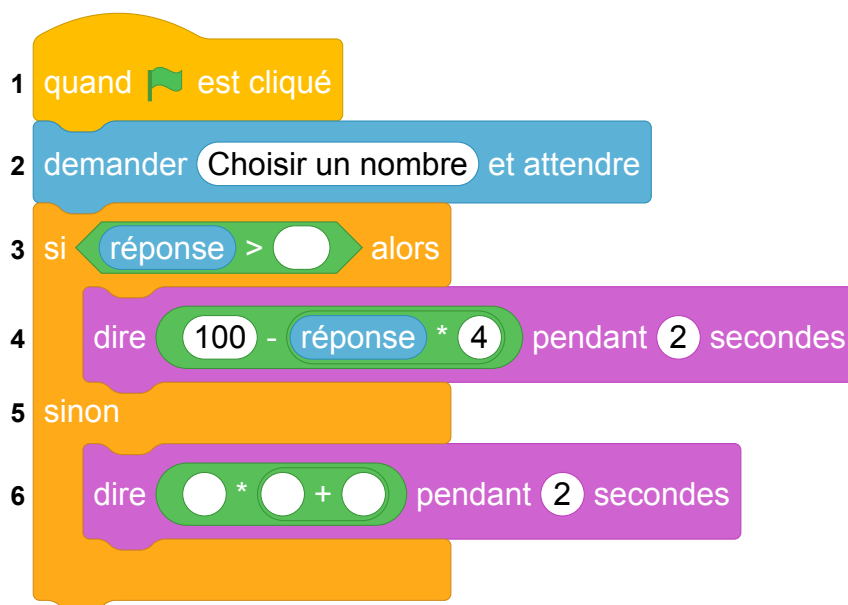 1 quand est cliqué
2 demander Choisir un nombre et attendre
3 si réponse > alors
4 dire 100 - réponse * 4 pendant 2 secondes
5 sinon
6 dire * + pendant 2 secondes